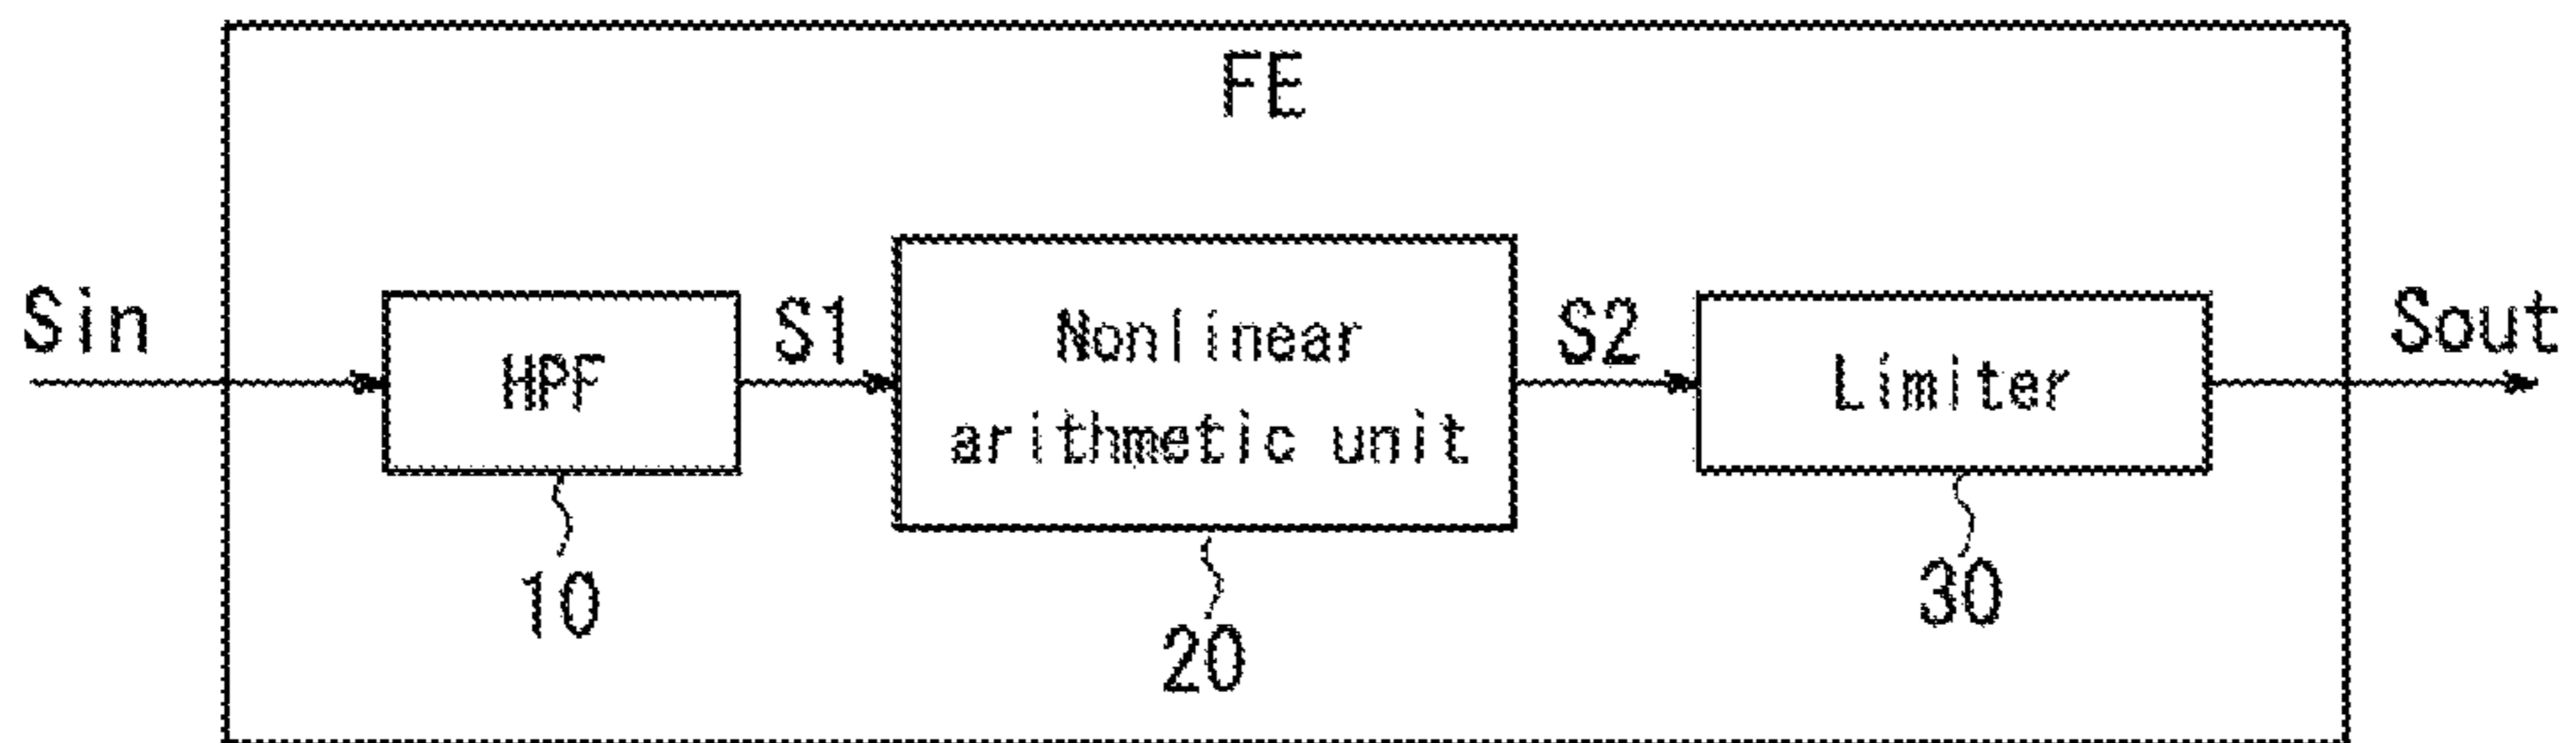 FE
Sin
HPF
S1
Nonlinear
arithmetic unit
S2
Limiter
Sout
10
20
30